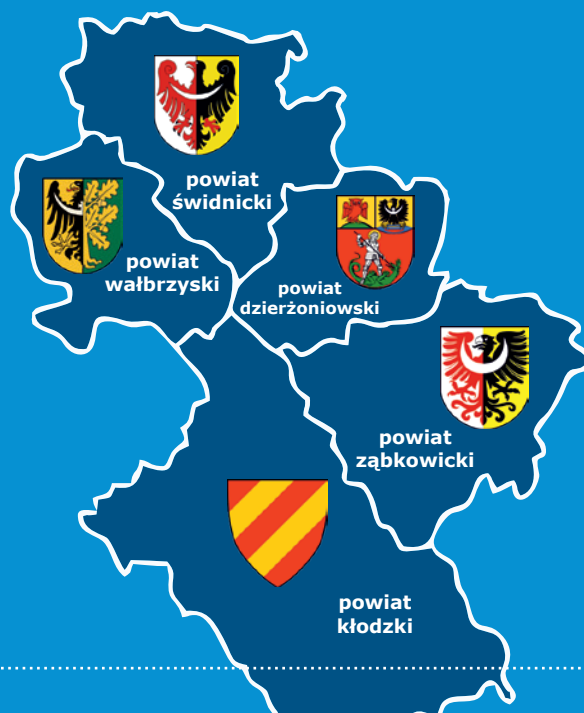 powiat
świdnicki
powiat
wałbrzyski
powiat
dzierżoniowski
powiat
ząbkowicki
powiat
kłodzki